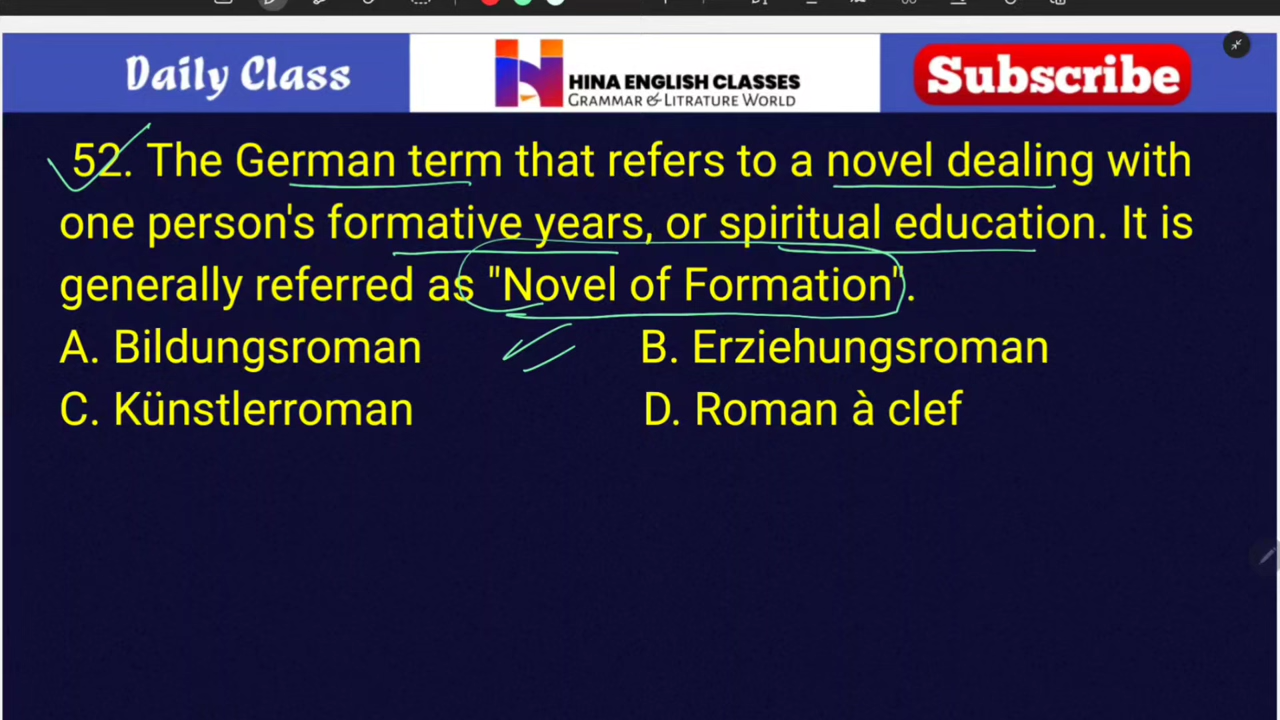 Daily Class
HINA ENGLISH CLASSES
GRAMMAR & LITRATURE WORLD
Subscribe
52. The German term that refers to a novel dealing with
one person's formative years, or spiritual education. It is
generally referred as "Novel of Formation".
A. Bildungsroman B. Erziehungsroman
C. Künstlerroman D. Roman à clef